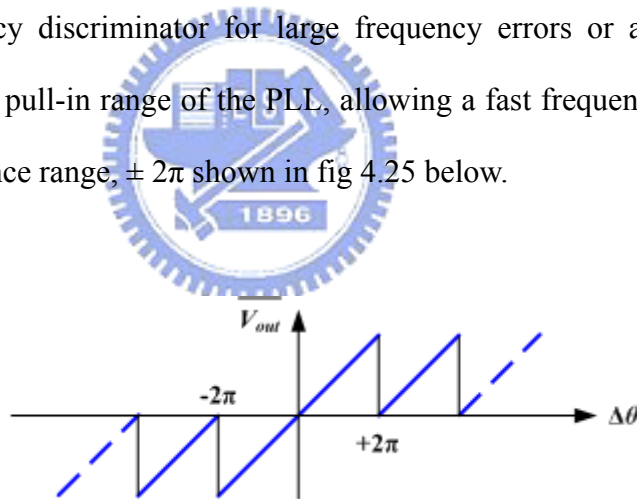 cy discriminator for large frequency errors or a
pull-in range of the PLL, allowing a fast frequen
nce range, ± 2π shown in fig 4.25 below.
1896
Vout
-2π
+2π
Δθ